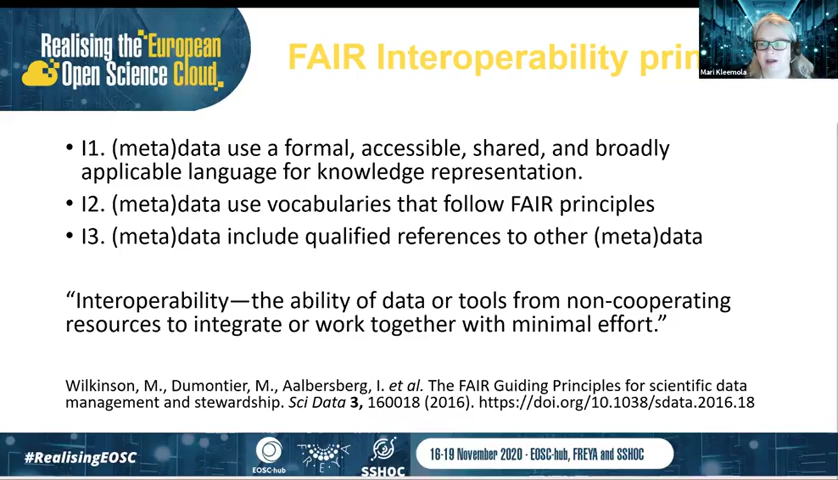 Realising the European
Open Science Cloud
FAIR Interoperability prin
Mari Kleemola
• I1. (meta)data use a formal, accessible, shared, and broadly
applicable language for knowledge representation.
• I2. (meta)data use vocabularies that follow FAIR principles
• I3. (meta)data include qualified references to other (meta)data
“Interoperability—the ability of data or tools from non-cooperating
resources to integrate or work together with minimal effort.”
Wilkinson, M., Dumontier, M., Aalbersberg, I. et al. The FAIR Guiding Principles for scientific data
management and stewardship. Sci Data 3, 160018 (2016). https://doi.org/10.1038/sdata.2016.18
#RealisingEOSC
EOSC-hub
FREYA
SSHOC
16-19 November 2020 - EOSC-hub, FREYA and SSHOC